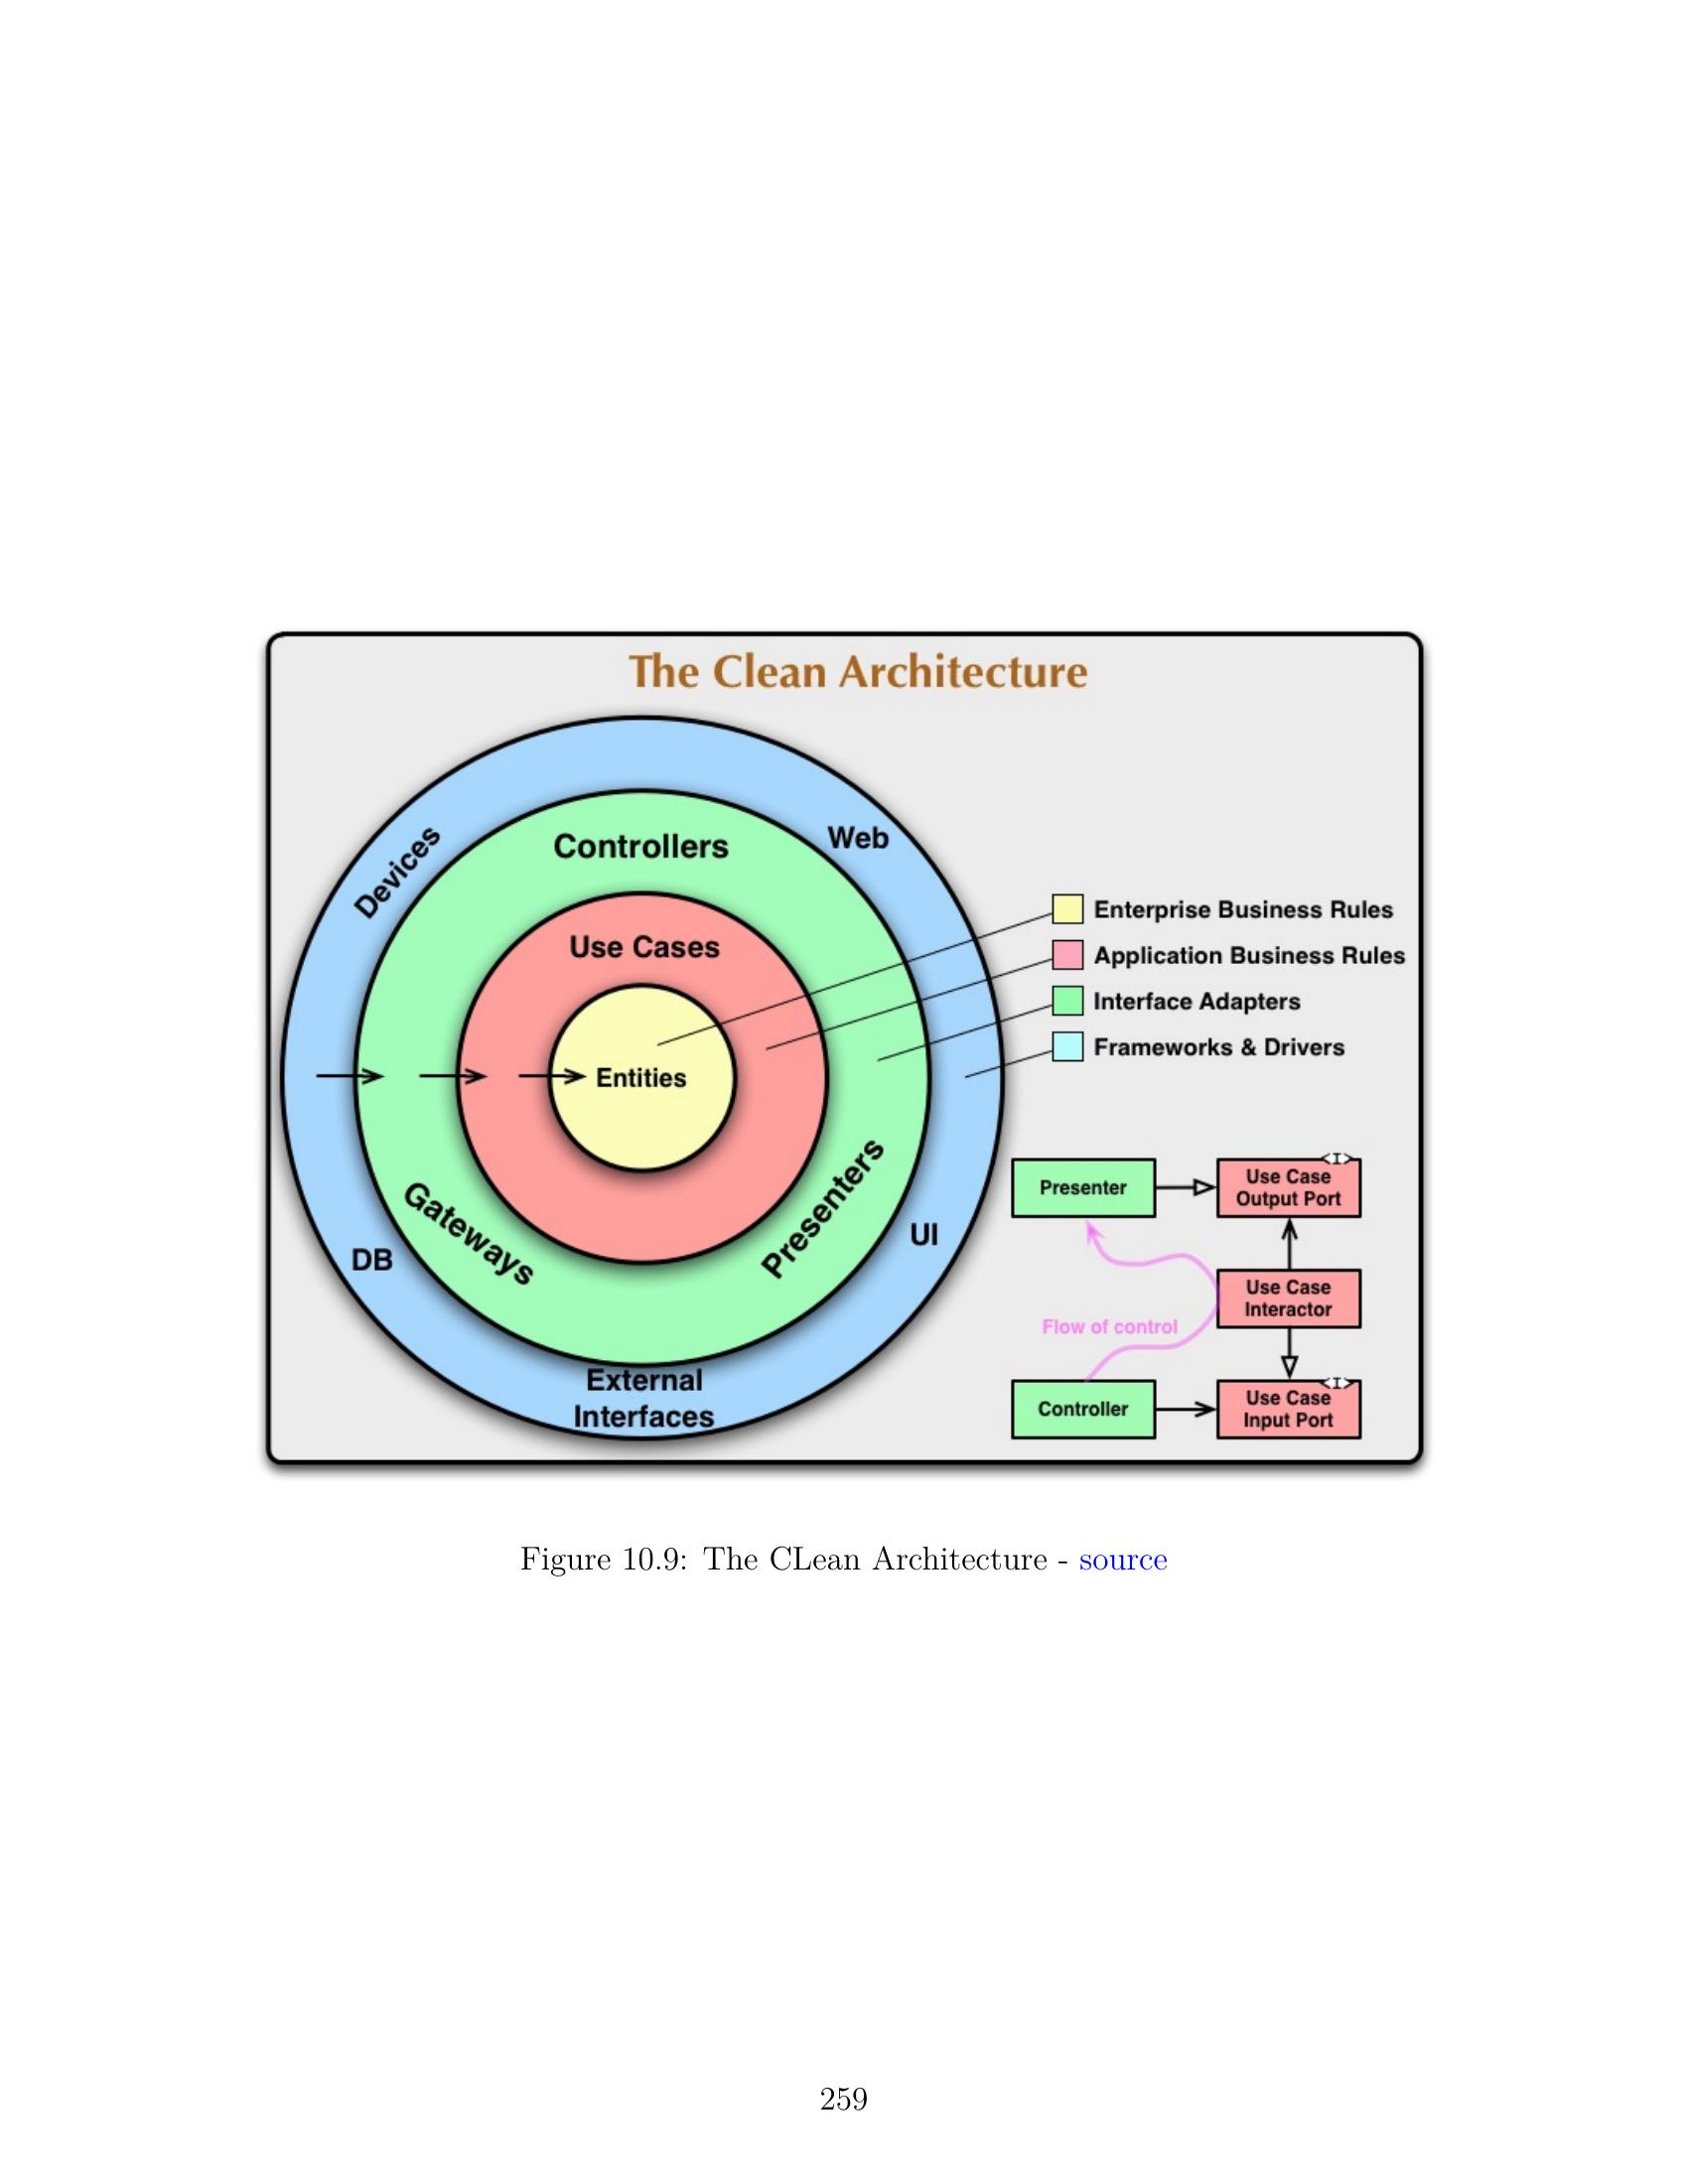 The Clean Architecture
Devices
Controllers
Web
Use Cases
Entities
Gateways
Presenters
DB
UI
External
Interfaces
Enterprise Business Rules
Application Business Rules
Interface Adapters
Frameworks & Drivers
Presenter
<I>
Use Case
Output Port
Use Case
Interactor
Flow of control
Controller
<I>
Use Case
Input Port
Figure 10.9: The CLean Architecture - source
259